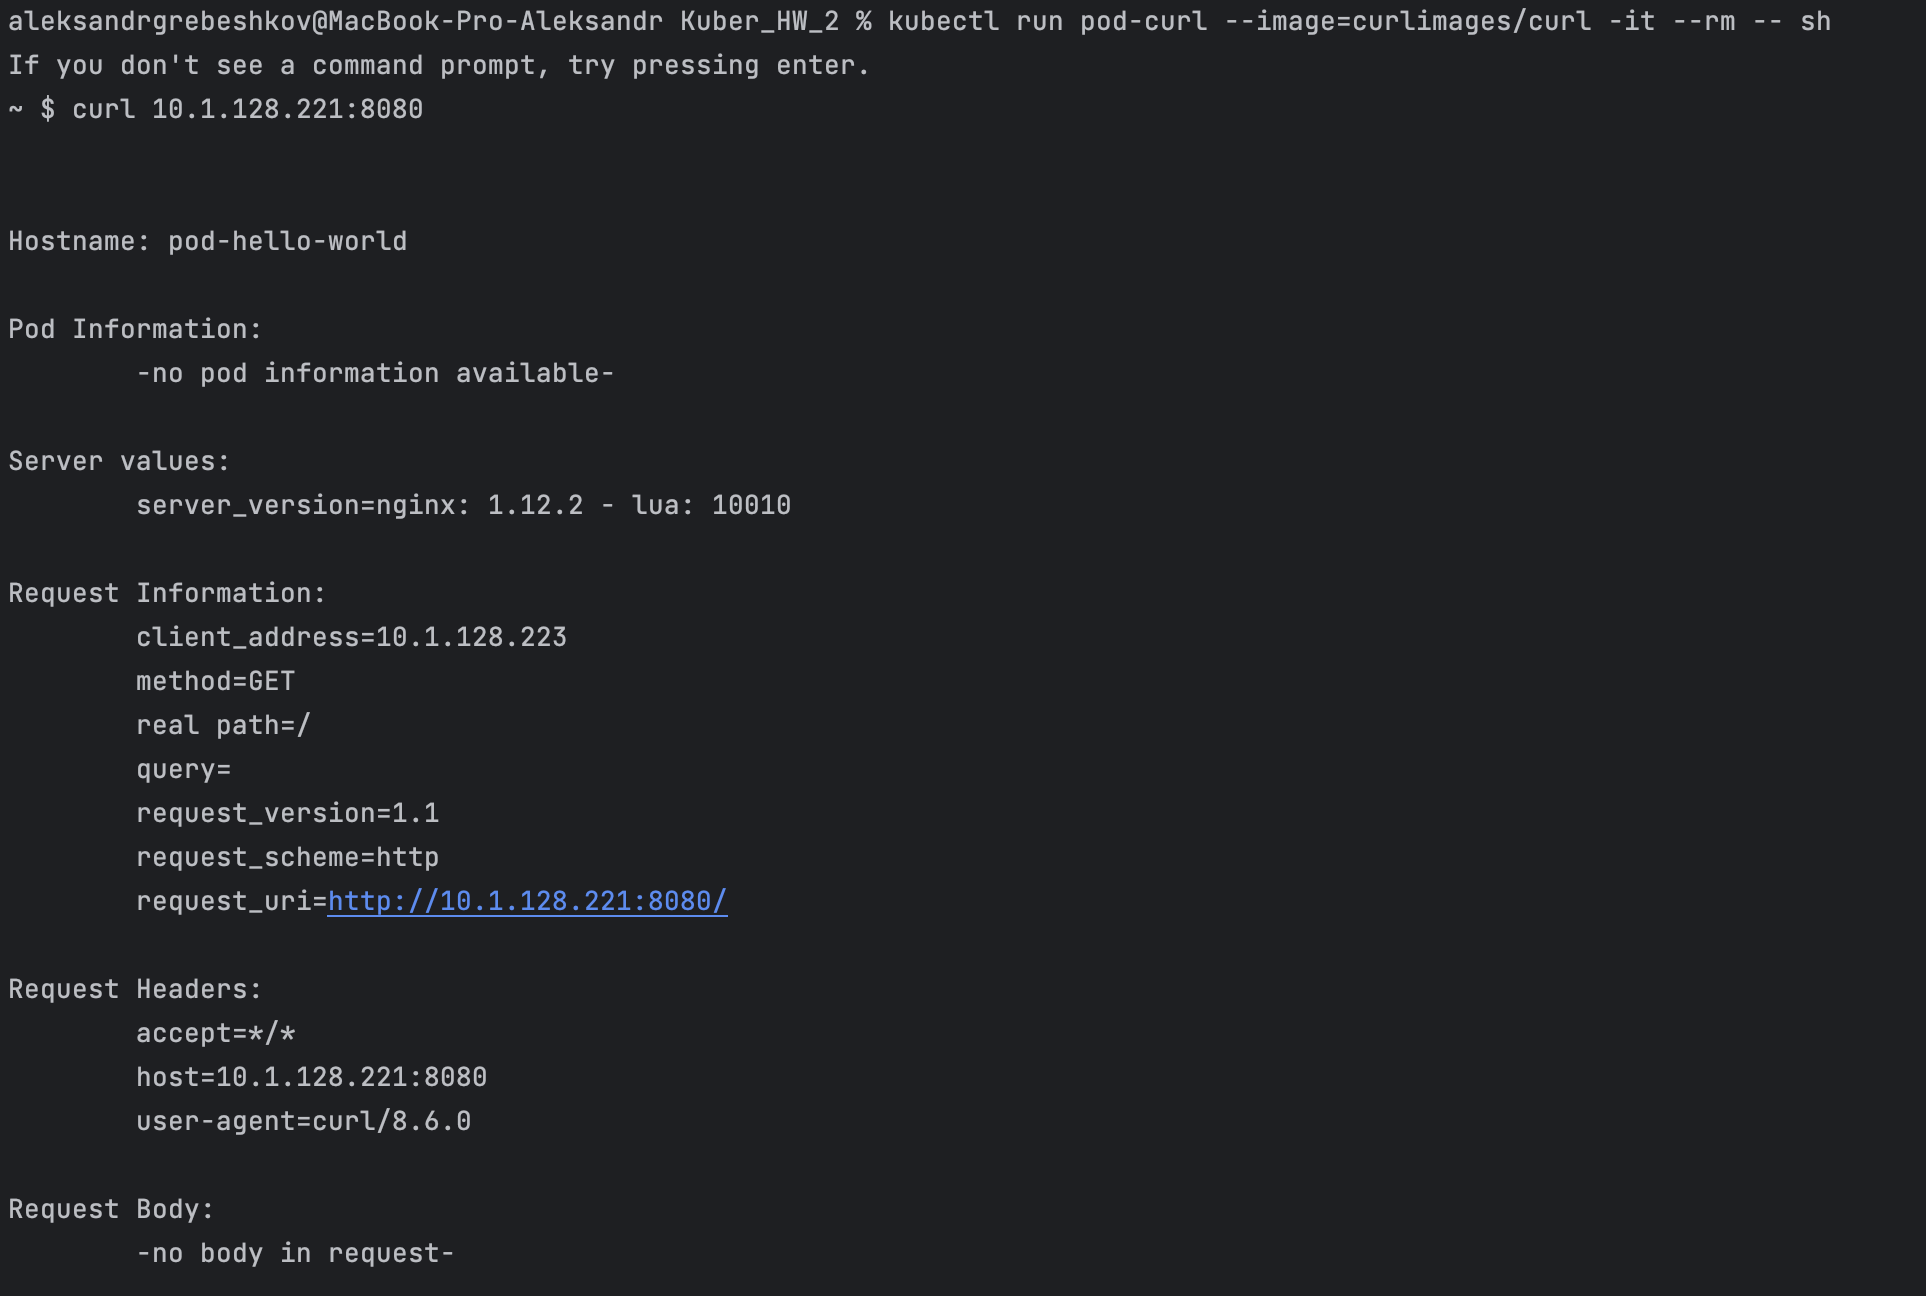 aleksandrgrebeshkov@MacBook-Pro-Aleksandr Kuber_HW_2 % kubectl run pod-curl --image=curlimages/curl -it --rm -- sh
If you don't see a command prompt, try pressing enter.
~ $ curl 10.1.128.221:8080
Hostname: pod-hello-world
Pod Information:
-no pod information available-
Server values:
server_version=nginx: 1.12.2 - lua: 10010
Request Information:
client_address=10.1.128.223
method=GET
real path=/
query=
request_version=1.1
request_scheme=http
request_uri=http://10.1.128.221:8080/
Request Headers:
accept=*/*
host=10.1.128.221:8080
user-agent=curl/8.6.0
Request Body:
-no body in request-